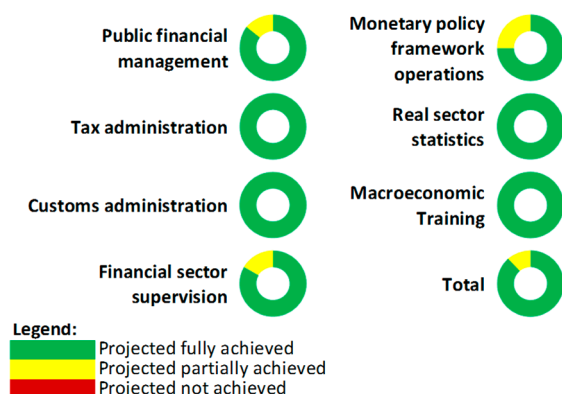 Public financial
management
Monetary policy
framework
operations
Tax administration
Real sector
statistics
Customs administration
Macroeconomic
Training
Financial sector
supervision
Total
Legend:
Projected fully achieved
Projected partially achieved
Projected not achieved